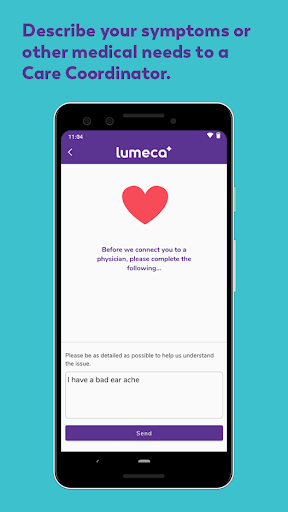 Describe your symptoms or
other medical needs to a
Care Coordinator.
11:04
lumeca+
Before we connect you to a
physician, please complete the
following...
Please be as detailed as possible to help us understand
the issue.
I have a bad ear ache
Send